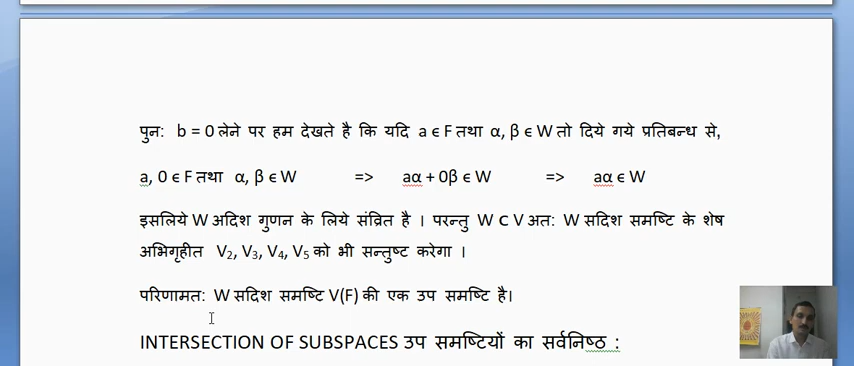 पुन: b = 0 लेने पर हम देखते है कि यदि a ϵ F तथा α, β ϵ W तो दिये गये प्रतिबन्ध से,
a, 0 ϵ F तथा α, β ϵ W => aα + 0β ϵ W => aα ϵ W
इसलिये W अदिश गुणन के लिये संव्रित है । परन्तु W ⊂ V अत: W सदिश समष्टि के शेष
अभिगृहीत V₂, V₃, V₄, V₅ को भी सन्तुष्ट करेगा ।
परिणामत: W सदिश समष्टि V(F) की एक उप समष्टि है।
INTERSECTION OF SUBSPACES उप समष्टियों का सर्वनिष्ठ :